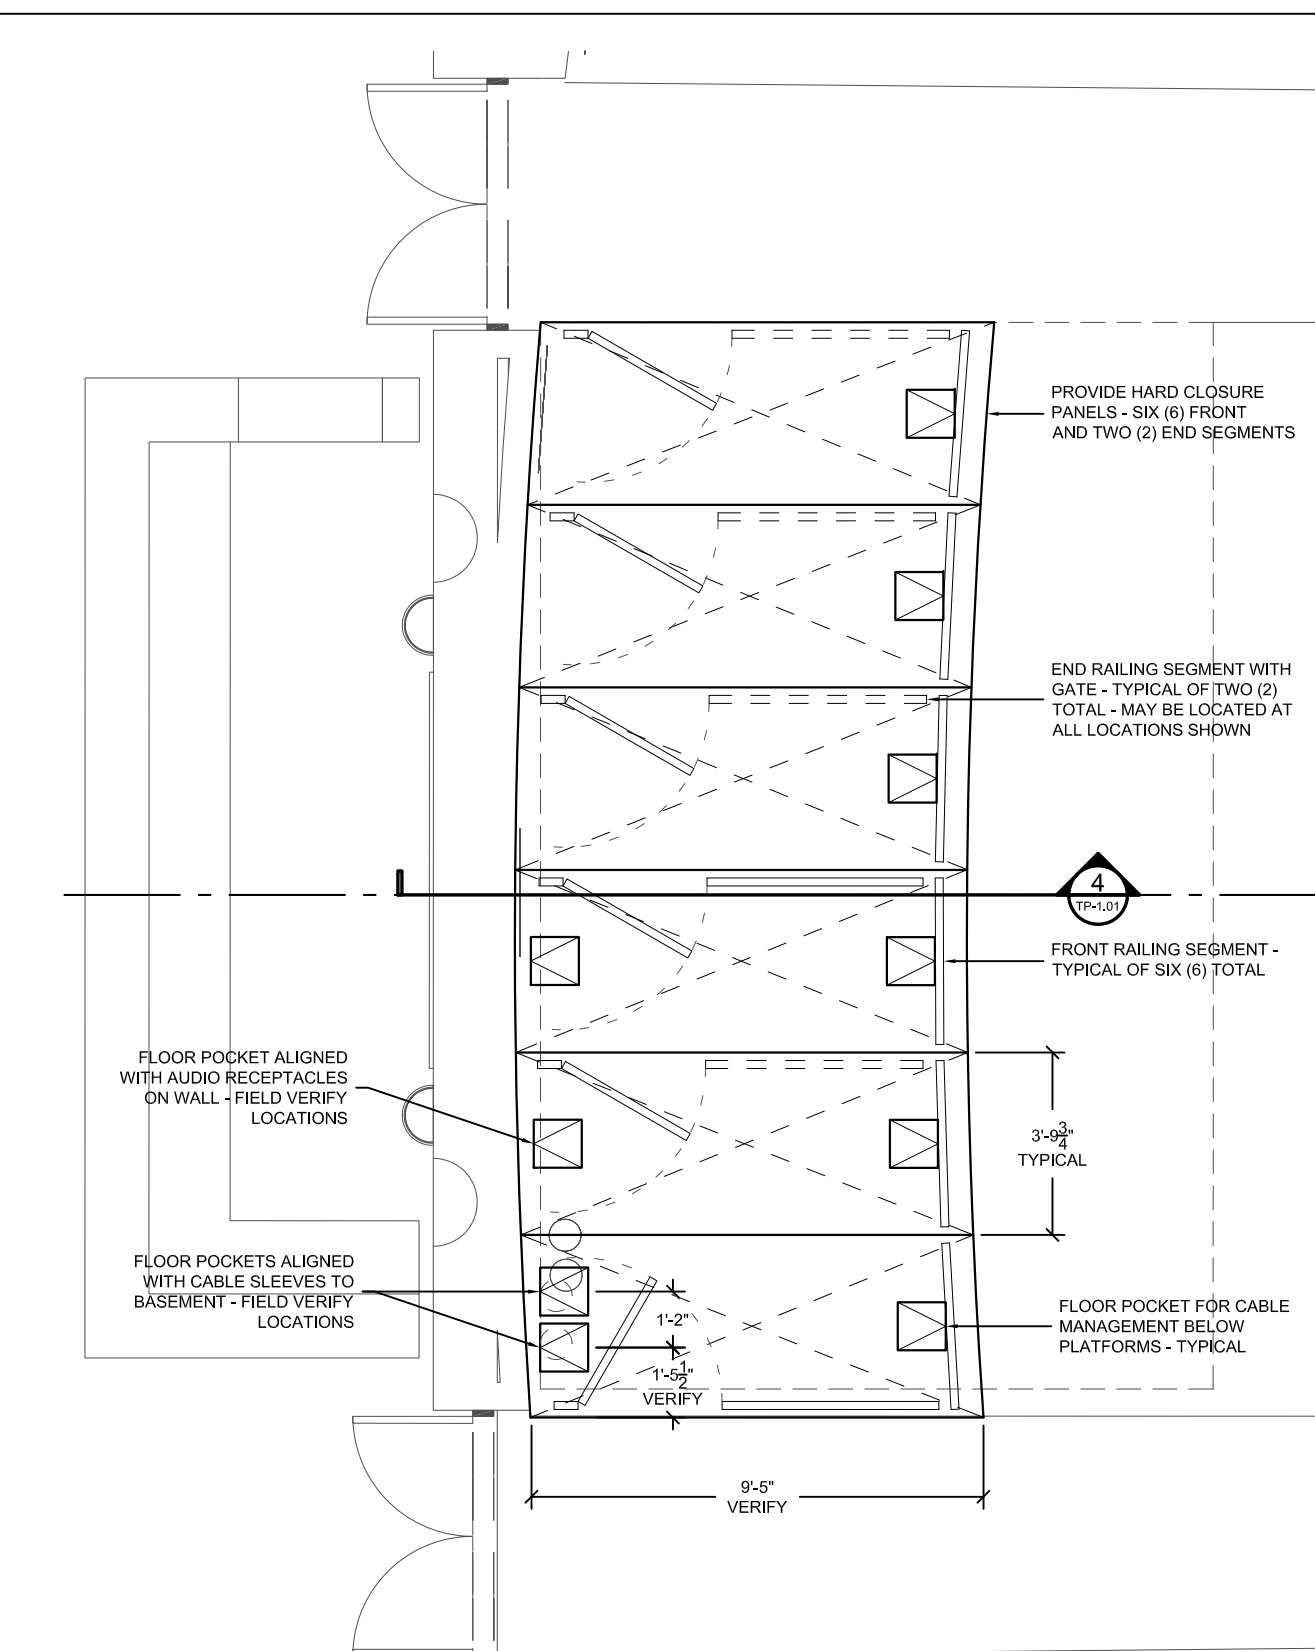 PROVIDE HARD CLOSURE
PANELS - SIX (6) FRONT
AND TWO (2) END SEGMENTS
END RAILING SEGMENT WITH
GATE - TYPICAL OF TWO (2)
TOTAL - MAY BE LOCATED AT
ALL LOCATIONS SHOWN
4
TP-1.01
FRONT RAILING SEGMENT -
TYPICAL OF SIX (6) TOTAL
FLOOR POCKET ALIGNED
WITH AUDIO RECEPTACLES
ON WALL - FIELD VERIFY
LOCATIONS
3'-9 3/4"
TYPICAL
FLOOR POCKETS ALIGNED
WITH CABLE SLEEVES TO
BASEMENT - FIELD VERIFY
LOCATIONS
1'-2"
1'-5 1/2"
VERIFY
FLOOR POCKET FOR CABLE
MANAGEMENT BELOW
PLATFORMS - TYPICAL
9'-5"
VERIFY